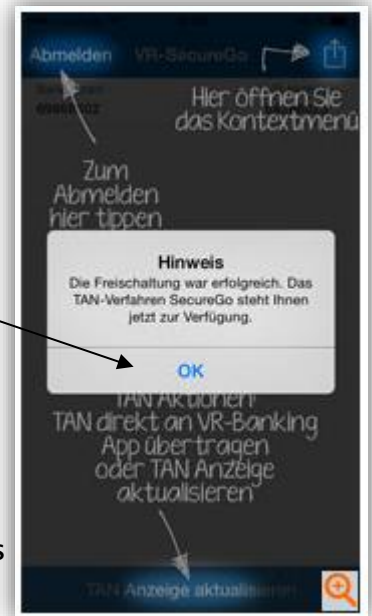 Abmelden VR-SecureGo
Hier öffnen Sie
das Kontextmenü
Zum
Abmelden
hier tippen
Hinweis
Die Freischaltung war erfolgreich. Das
TAN-Verfahren SecureGo steht Ihnen
jetzt zur Verfügung.
OK
TAN Aktionen:
TAN direkt an VR-Banking
App übertragen
oder TAN Anzeige
aktualisieren
s
TAN Anzeige aktualisieren